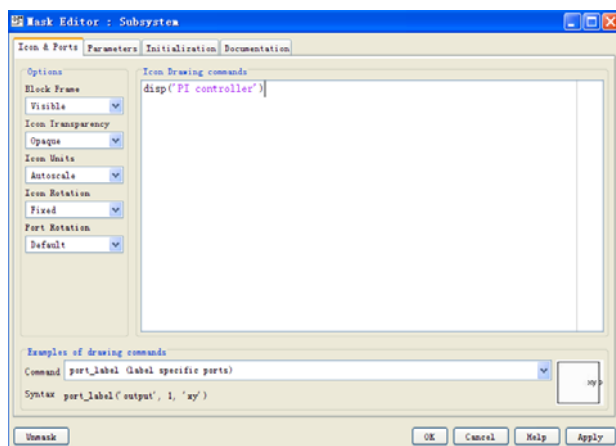 Mask Editor : Subsystem
Icon & Ports Parameters Initialization Documentation
Options
Icon Drawing commands
Block Frame
Visible
Icon Transparency
Opaque
Icon Units
Autoscale
Icon Rotation
Fixed
Port Rotation
Default
disp('PI controller')
Examples of drawing commands
Command port_label (label specific ports)
Syntax port_label('output', 1, 'xy')
xy
Unmask OK Cancel Help Apply